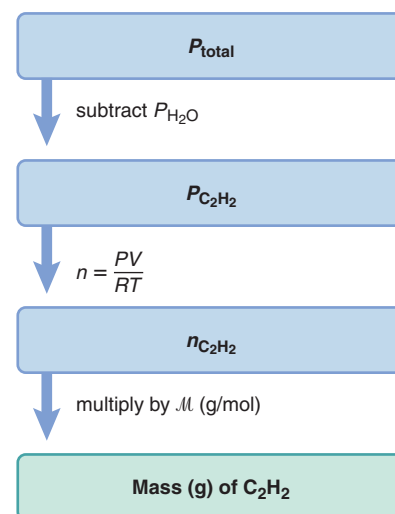 P_total
subtract P_H₂O
P_C₂H₂
n = PV/RT
n_C₂H₂
multiply by ℳ (g/mol)
Mass (g) of C₂H₂